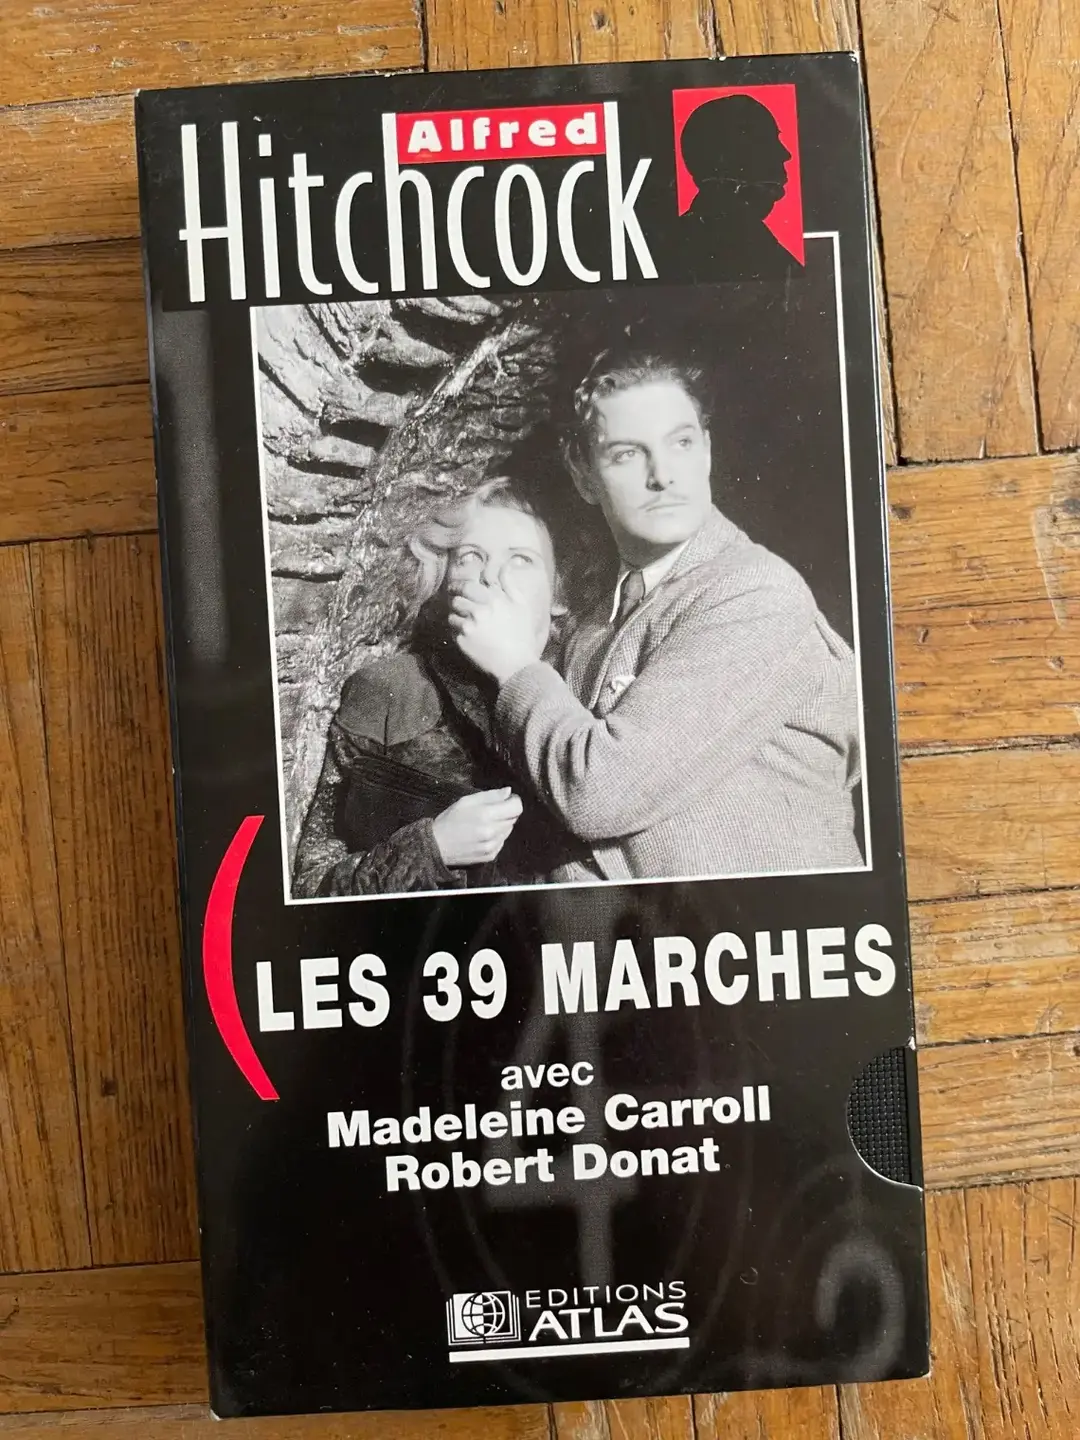 Alfred
Hitchcock
LES 39 MARCHES
avec
Madeleine Carroll
Robert Donat
EDITIONS
ATLAS